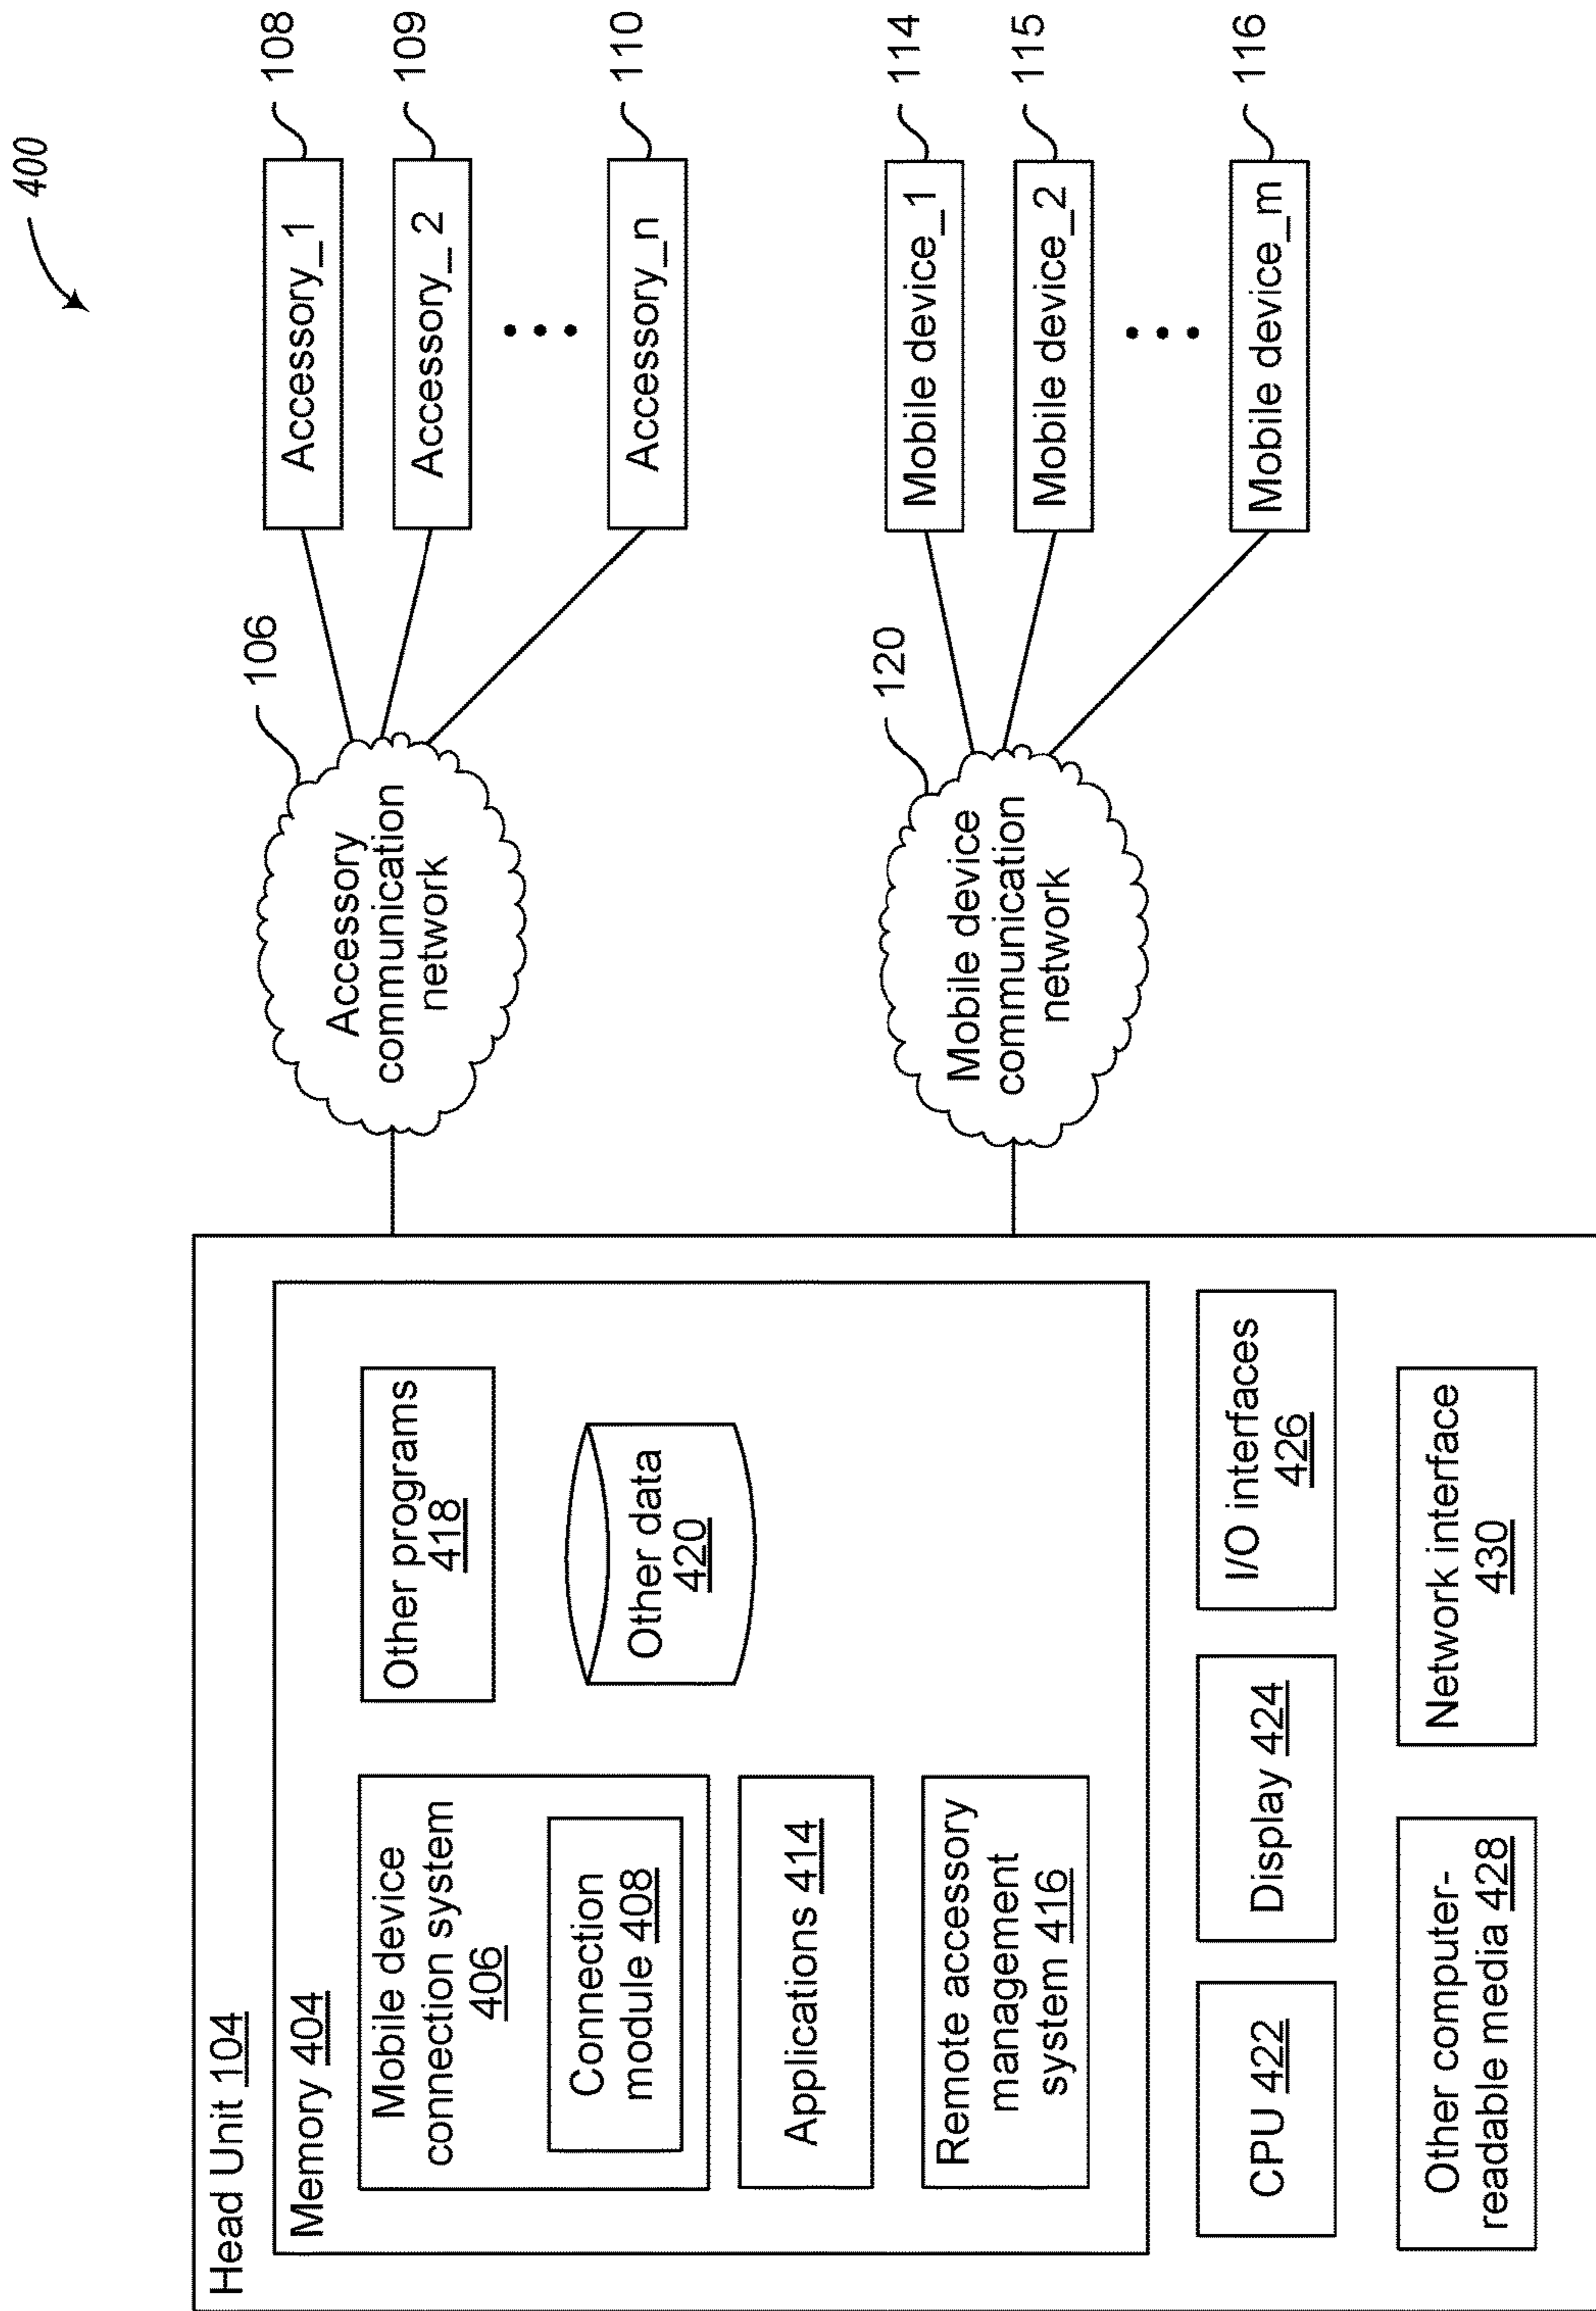 400
Head Unit 104
Memory 404
Mobile device
connection system
406
Connection
module 408
Applications 414
Remote accessory
management
system 416
Other programs
418
Other data
420
CPU 422
Display 424
I/O interfaces
426
Other computer-
readable media 428
Network interface
430
106
Accessory
communication
network
Accessory_1
108
Accessory_ 2
109
Accessory_n
110
120
Mobile device
communication
network
Mobile device_1
114
Mobile device_2
115
Mobile device_m
116